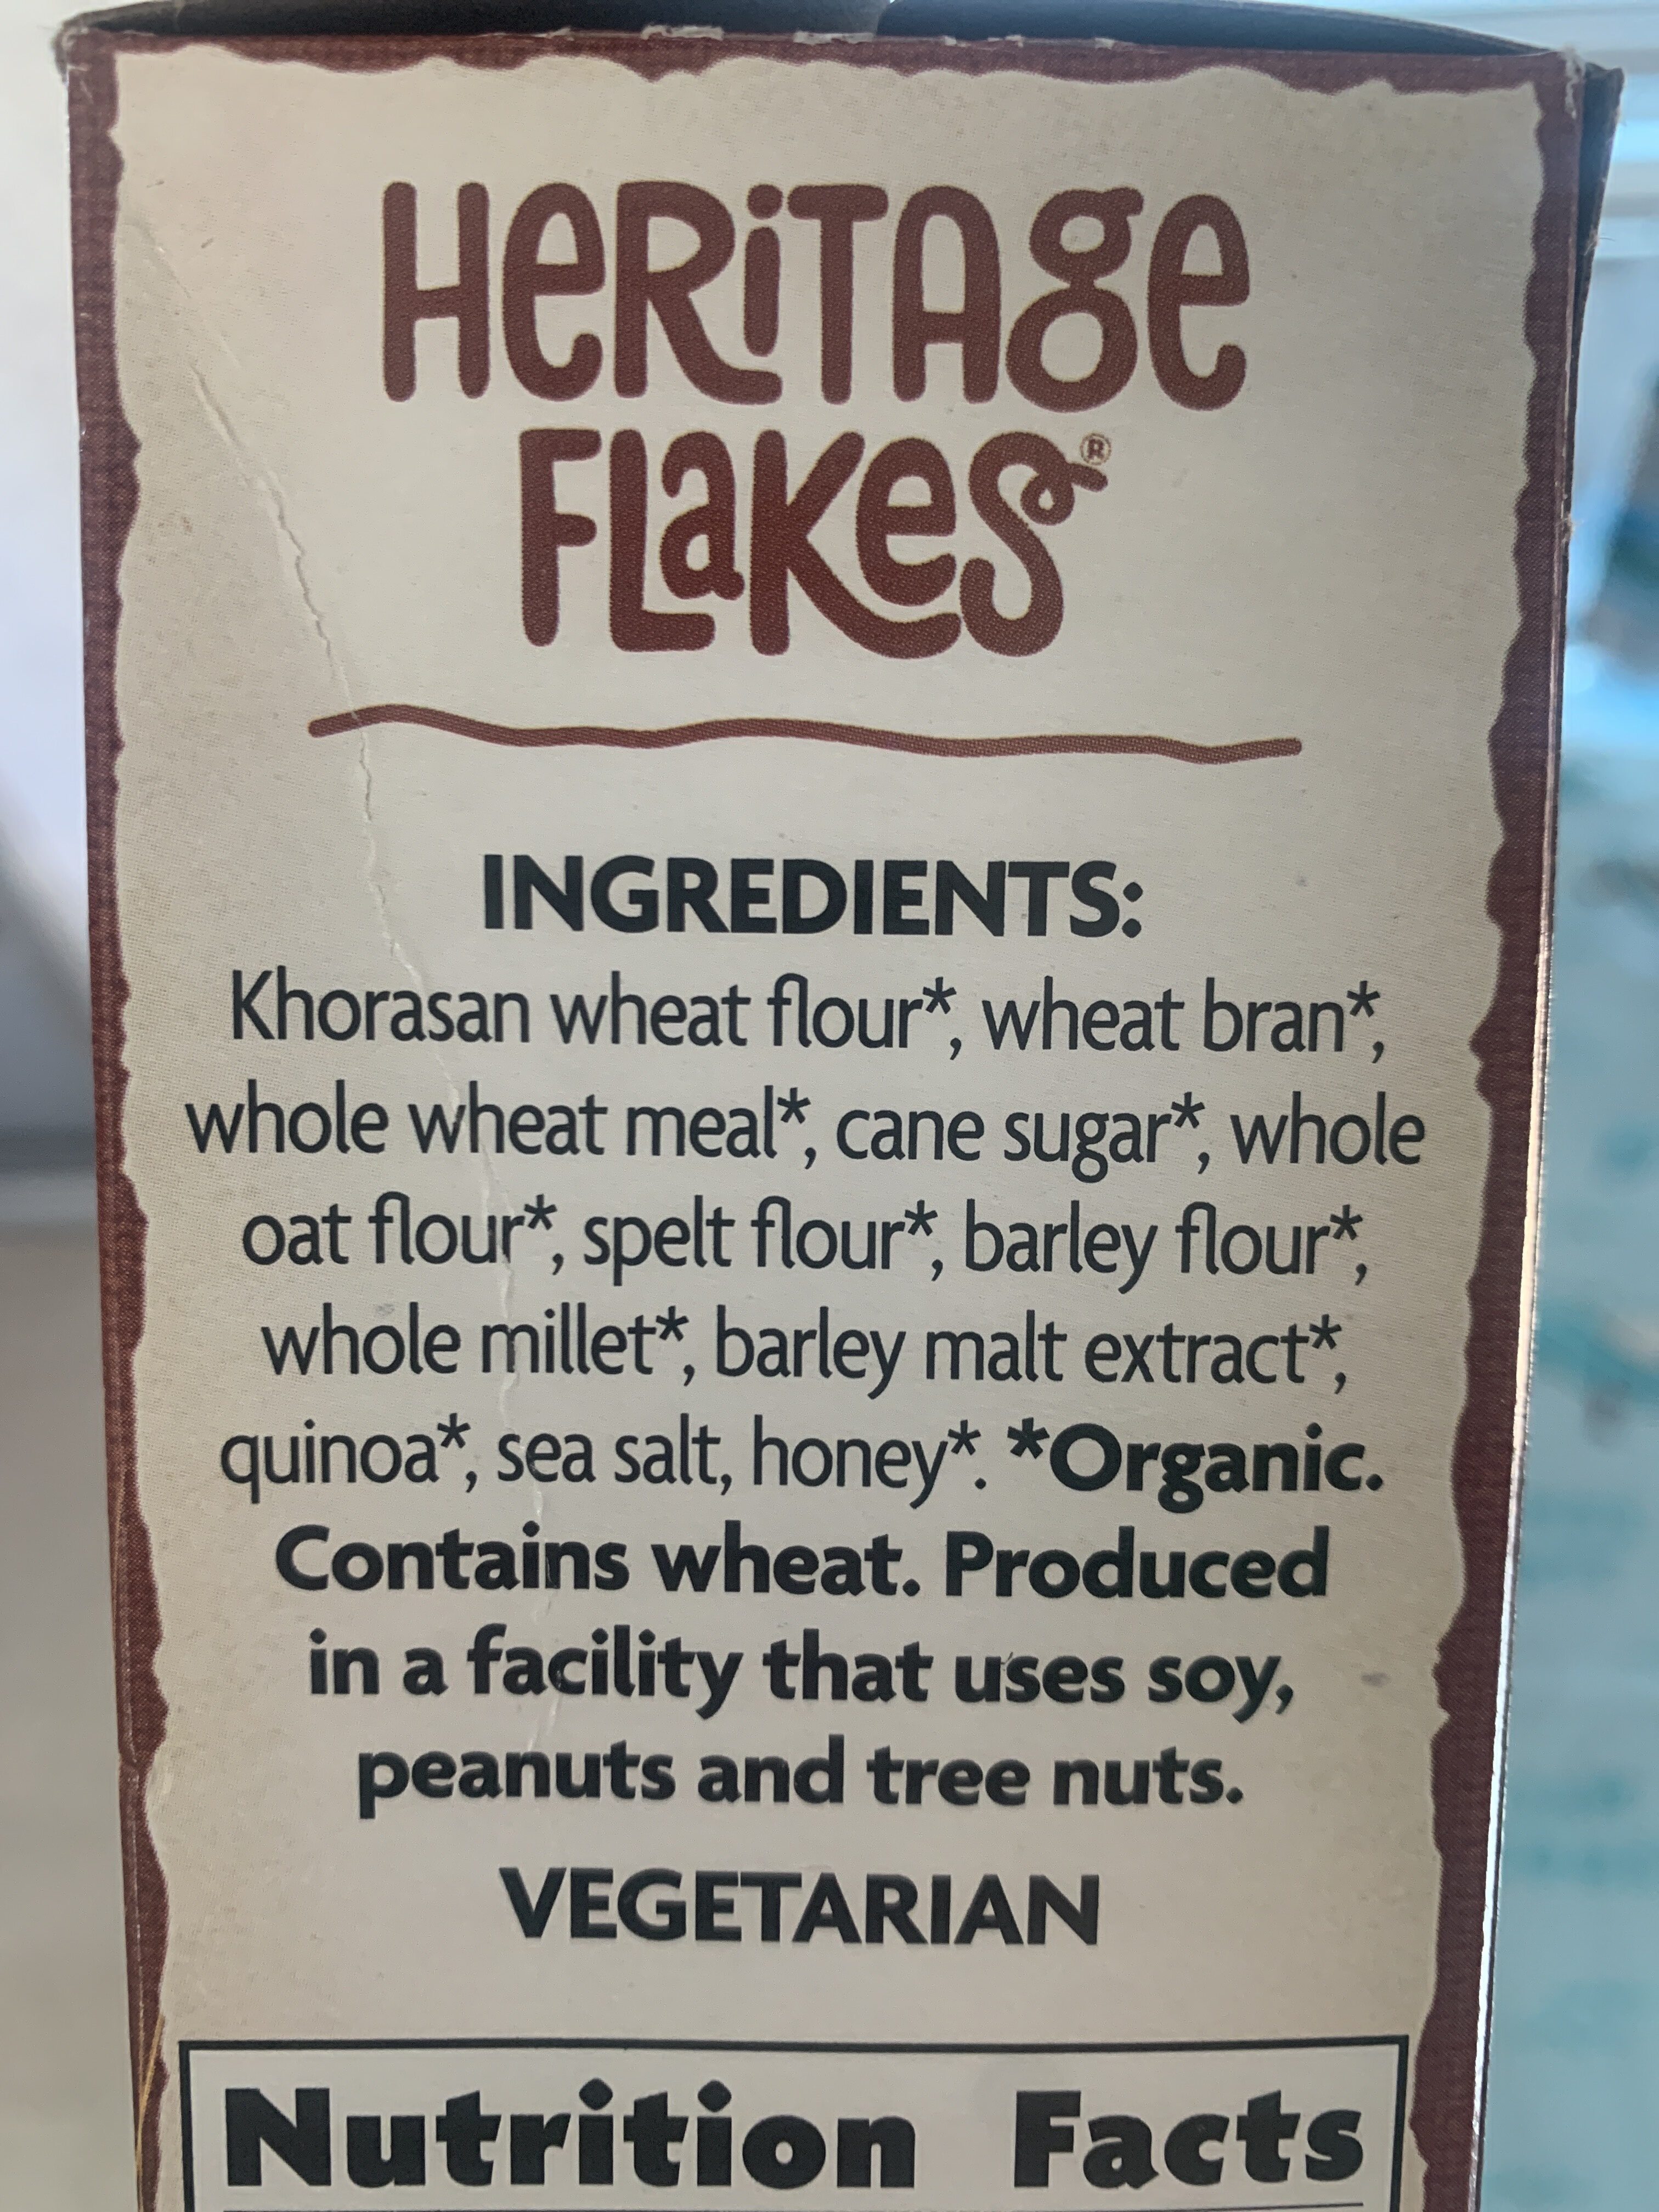 HeRiTAge
FLaKes®
INGREDIENTS:
Khorasan wheat flour*, wheat bran*,
whole wheat meal*, cane sugar*, whole
oat flour*, spelt flour*, barley flour*,
whole millet*, barley malt extract*,
quinoa*, sea salt, honey*. *Organic.
Contains wheat. Produced
in a facility that uses soy,
peanuts and tree nuts.
VEGETARIAN
Nutrition Facts